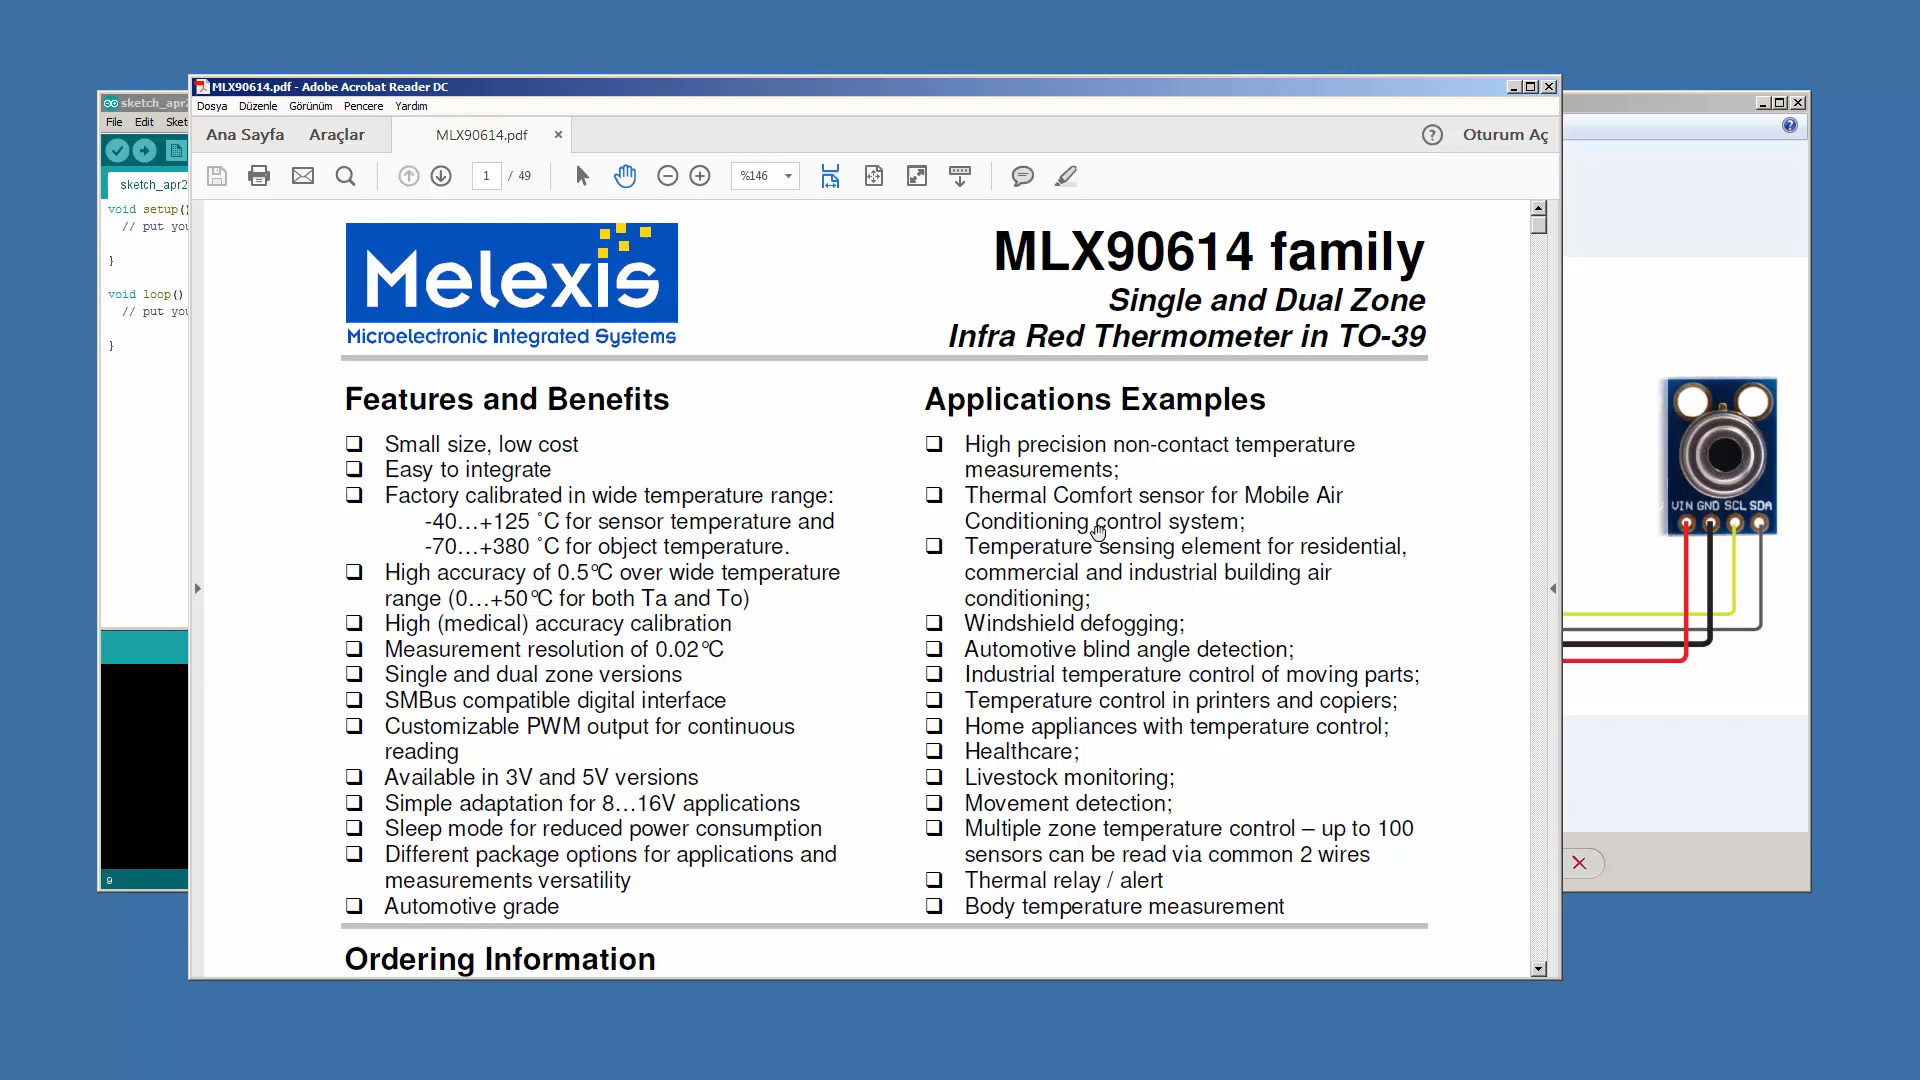 MLX90614.pdf - Adobe Acrobat Reader DC
Dosya Düzenle Görünüm Pencere Yardım
Ana Sayfa Araçlar MLX90614.pdf Oturum Aç
1 / 49 %146
sketch_apr2
File Edit Sket
sketch_apr2
void setup()
// put you
}
void loop()
// put you
}
9
Melexis
Microelectronic Integrated Systems
MLX90614 family
Single and Dual Zone
Infra Red Thermometer in TO-39
Features and Benefits
Small size, low cost
Easy to integrate
Factory calibrated in wide temperature range:
-40…+125 ˚C for sensor temperature and
-70…+380 ˚C for object temperature.
High accuracy of 0.5°C over wide temperature
range (0…+50°C for both Ta and To)
High (medical) accuracy calibration
Measurement resolution of 0.02°C
Single and dual zone versions
SMBus compatible digital interface
Customizable PWM output for continuous
reading
Available in 3V and 5V versions
Simple adaptation for 8…16V applications
Sleep mode for reduced power consumption
Different package options for applications and
measurements versatility
Automotive grade
Applications Examples
High precision non-contact temperature
measurements;
Thermal Comfort sensor for Mobile Air
Conditioning control system;
Temperature sensing element for residential,
commercial and industrial building air
conditioning;
Windshield defogging;
Automotive blind angle detection;
Industrial temperature control of moving parts;
Temperature control in printers and copiers;
Home appliances with temperature control;
Healthcare;
Livestock monitoring;
Movement detection;
Multiple zone temperature control – up to 100
sensors can be read via common 2 wires
Thermal relay / alert
Body temperature measurement
Ordering Information
VIN GND SCL SDA